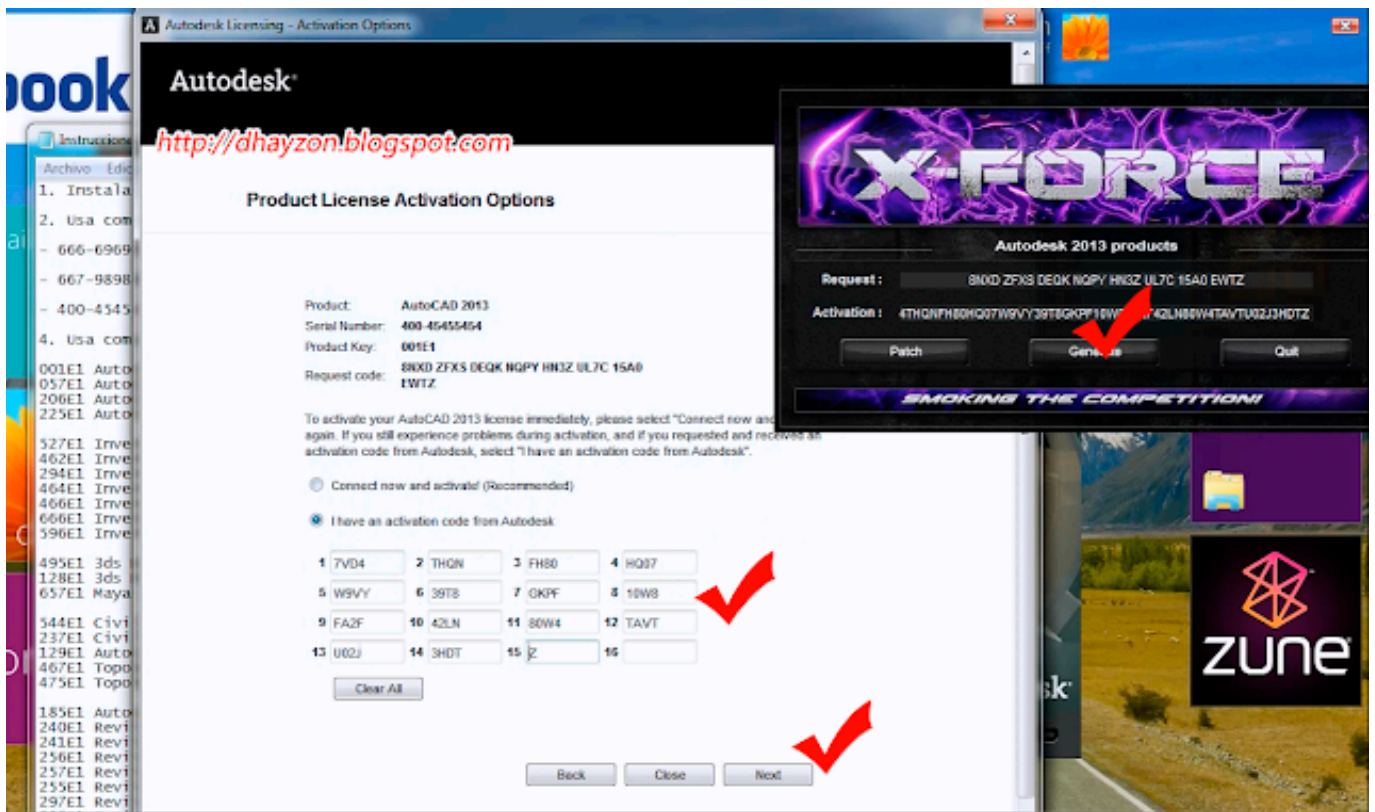 Autodesk Licensing - Activation Options
book
Autodesk
http://dhayzon.blogspot.com
Archivo
1. Instala
2. Usa com
- 666-6969
- 667-9898
- 400-4545
4. Usa com
001E1 Auto
057E1 Auto
206E1 Auto
225E1 Auto
527E1 Inve
462E1 Inve
294E1 Inve
464E1 Inve
466E1 Inve
666E1 Inve
596E1 Inve
495E1 3ds
128E1 3ds
657E1 Maya
544E1 Civi
237E1 Civi
129E1 Auto
467E1 Topo
475E1 Topo
185E1 Auto
240E1 Revi
241E1 Revi
256E1 Revi
257E1 Revi
255E1 Revi
297E1 Revi
Product License Activation Options
Product: AutoCAD 2013
Serial Number: 400-45455454
Product Key: 001E1
Request code: 8NXD ZFXS DEQK NQPY HN3Z UL7C 15A0
EWTZ
To activate your AutoCAD 2013 license immediately, please select "Connect now and
again. If you still experience problems during activation, and if you requested and received an
activation code from Autodesk, select "I have an activation code from Autodesk".
Connect now and activate! (Recommended)
I have an activation code from Autodesk
1 7VD4 2 THQN 3 FH80 4 HQ07
5 W9VY 6 39T8 7 GKPF 8 10W8
9 FA2F 10 42LN 11 80W4 12 TAVT
13 U02J 14 3HDT 15 Z 16
Clear All
Back Close Next
X-FORCE
Autodesk 2013 products
Request : 8NXD ZFXS DEQK NQPY HN3Z UL7C 15A0 EWTZ
Activation :
Patch Generate Quit
SMOKING THE COMPETITION!
zune